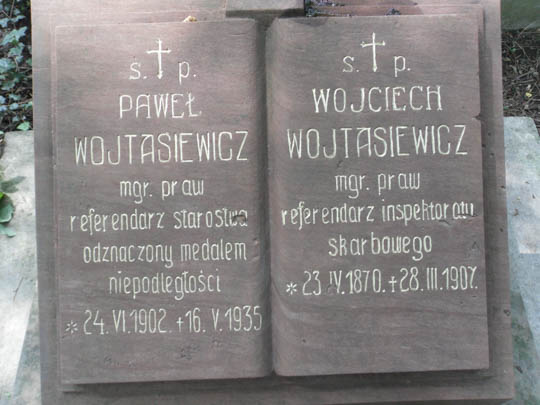 ś. † p.
PAWEŁ
WOJTASIEWICZ
mgr. praw
referendarz starostwa
odznaczony medalem
niepodległości
* 24. VI. 1902. + 16. V. 1935
ś. † p.
WOJCIECH
WOJTASIEWICZ
mgr. praw
referendarz inspektoratu
skarbowego
* 23. IV. 1870. + 28. III. 1907.